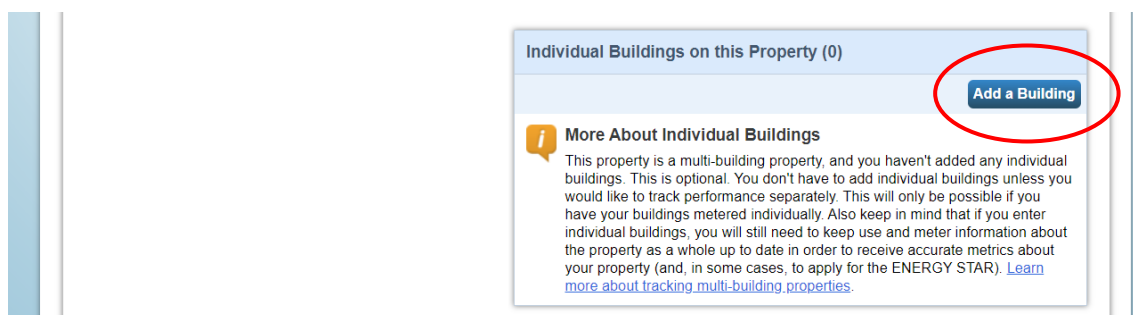 Individual Buildings on this Property (0)
Add a Building
i
More About Individual Buildings
This property is a multi-building property, and you haven't added any individual
buildings. This is optional. You don't have to add individual buildings unless you
would like to track performance separately. This will only be possible if you
have your buildings metered individually. Also keep in mind that if you enter
individual buildings, you will still need to keep use and meter information about
the property as a whole up to date in order to receive accurate metrics about
your property (and, in some cases, to apply for the ENERGY STAR). Learn
more about tracking multi-building properties.